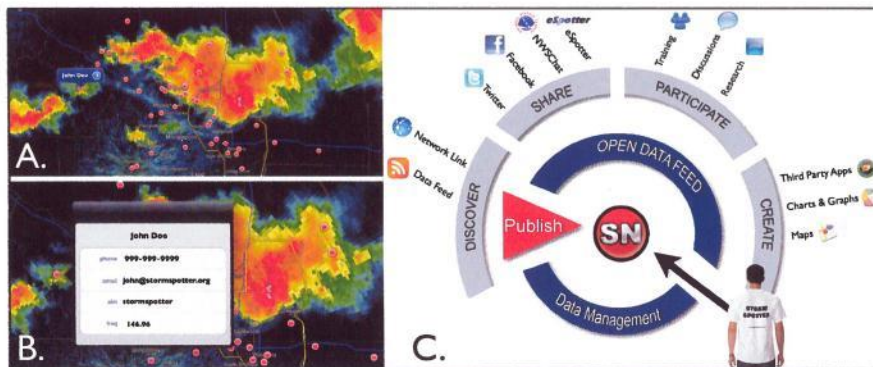 John Doe
A.
John Doe
phone 999-999-9999
email john@stormspotter.org
aim stormspotter
freq 146.96
B.
C.
DISCOVER
Network Link
Data Feed
SHARE
Twitter
Facebook
NWSChat
eSpotter
eSpotter
PARTICIPATE
Training
Discussions
Research
CREATE
Third Party Apps
Charts & Graphs
Maps
OPEN DATA FEED
Publish
SN
Data Management
STORM
SPOTTER